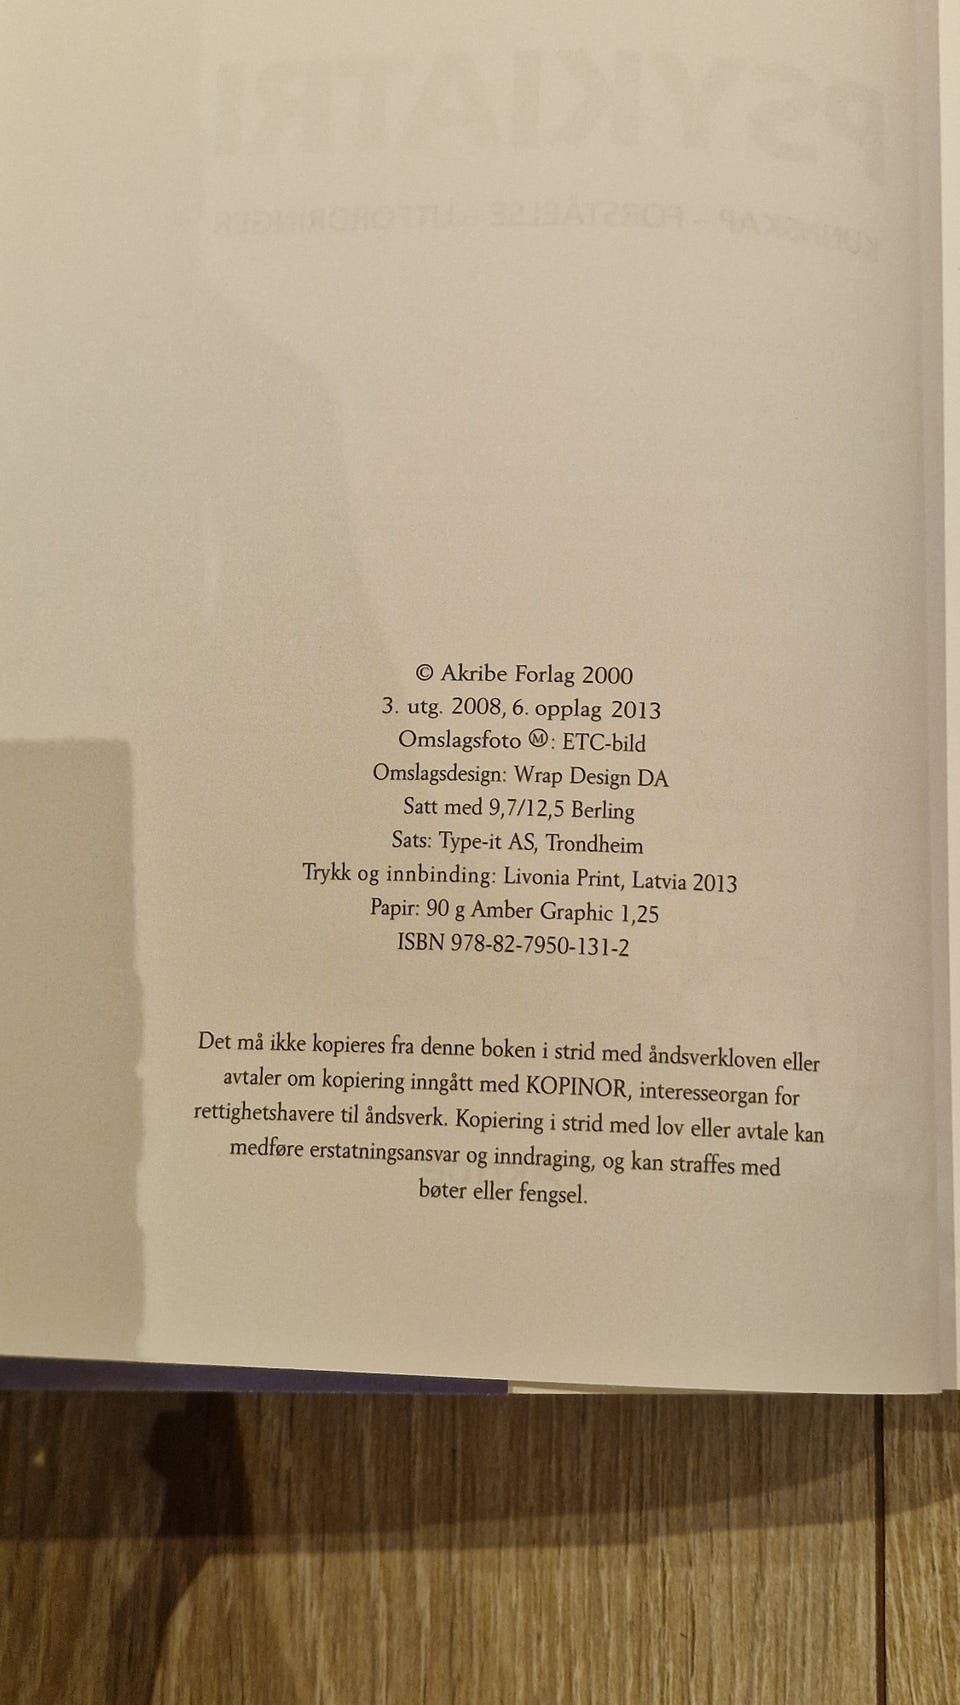 PSYKIATRI
KUNNSKAP – FORSTÅELSE – UTFORDRINGER
© Akribe Forlag 2000
3. utg. 2008, 6. opplag 2013
Omslagsfoto Ⓜ: ETC-bild
Omslagsdesign: Wrap Design DA
Satt med 9,7/12,5 Berling
Sats: Type-it AS, Trondheim
Trykk og innbinding: Livonia Print, Latvia 2013
Papir: 90 g Amber Graphic 1,25
ISBN 978-82-7950-131-2
Det må ikke kopieres fra denne boken i strid med åndsverkloven eller
avtaler om kopiering inngått med KOPINOR, interesseorgan for
rettighetshavere til åndsverk. Kopiering i strid med lov eller avtale kan
medføre erstatningsansvar og inndraging, og kan straffes med
bøter eller fengsel.